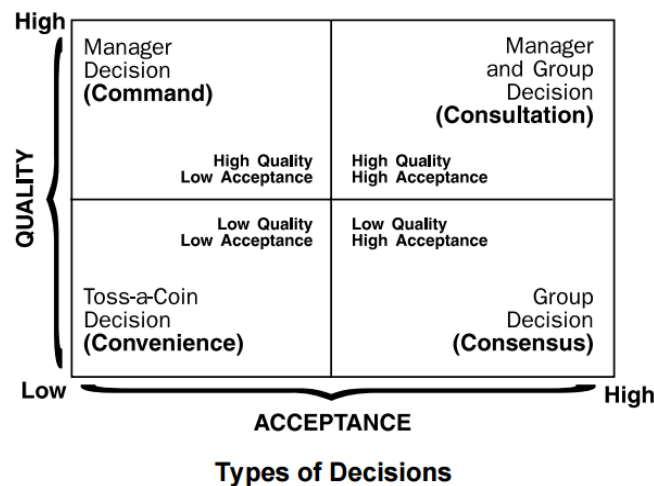 High
Manager
Decision
(Command)
High Quality
Low Acceptance
Manager
and Group
Decision
(Consultation)
High Quality
High Acceptance
QUALITY
Low Quality
Low Acceptance
Toss-a-Coin
Decision
(Convenience)
Low Quality
High Acceptance
Group
Decision
(Consensus)
Low
High
ACCEPTANCE
Types of Decisions